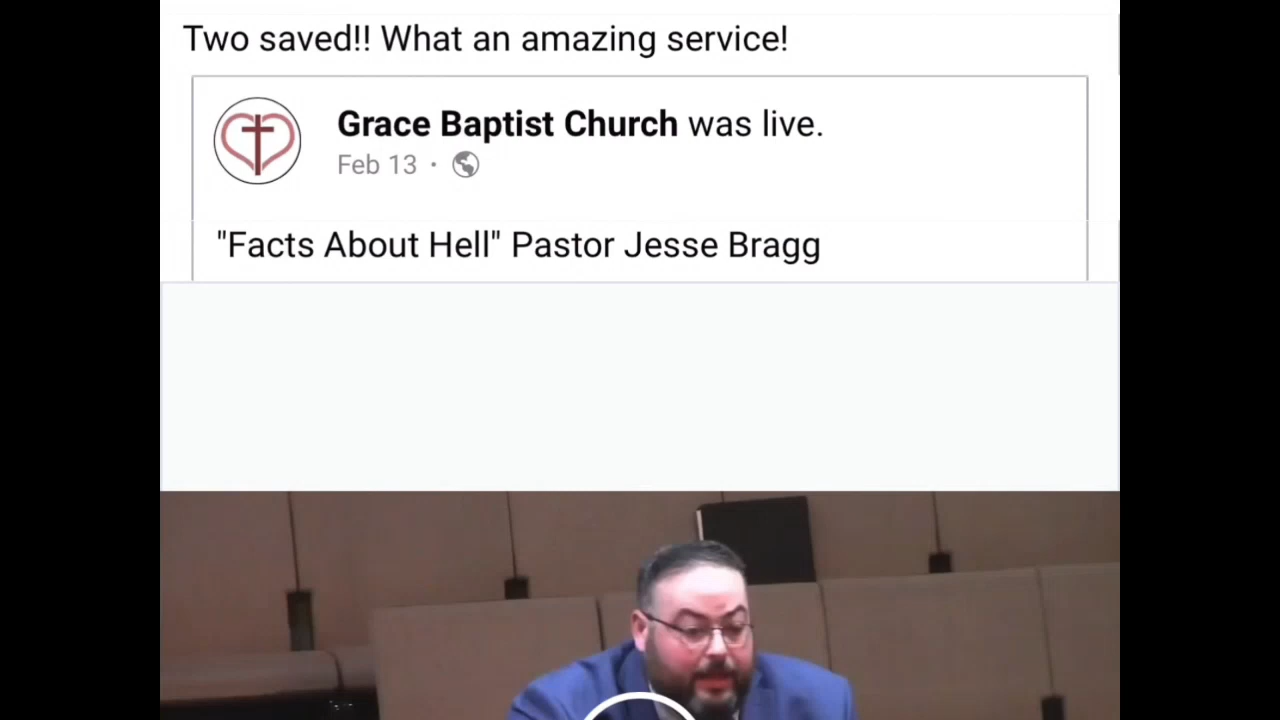 Two saved!! What an amazing service!
Grace Baptist Church was live.
Feb 13 ·
"Facts About Hell" Pastor Jesse Bragg